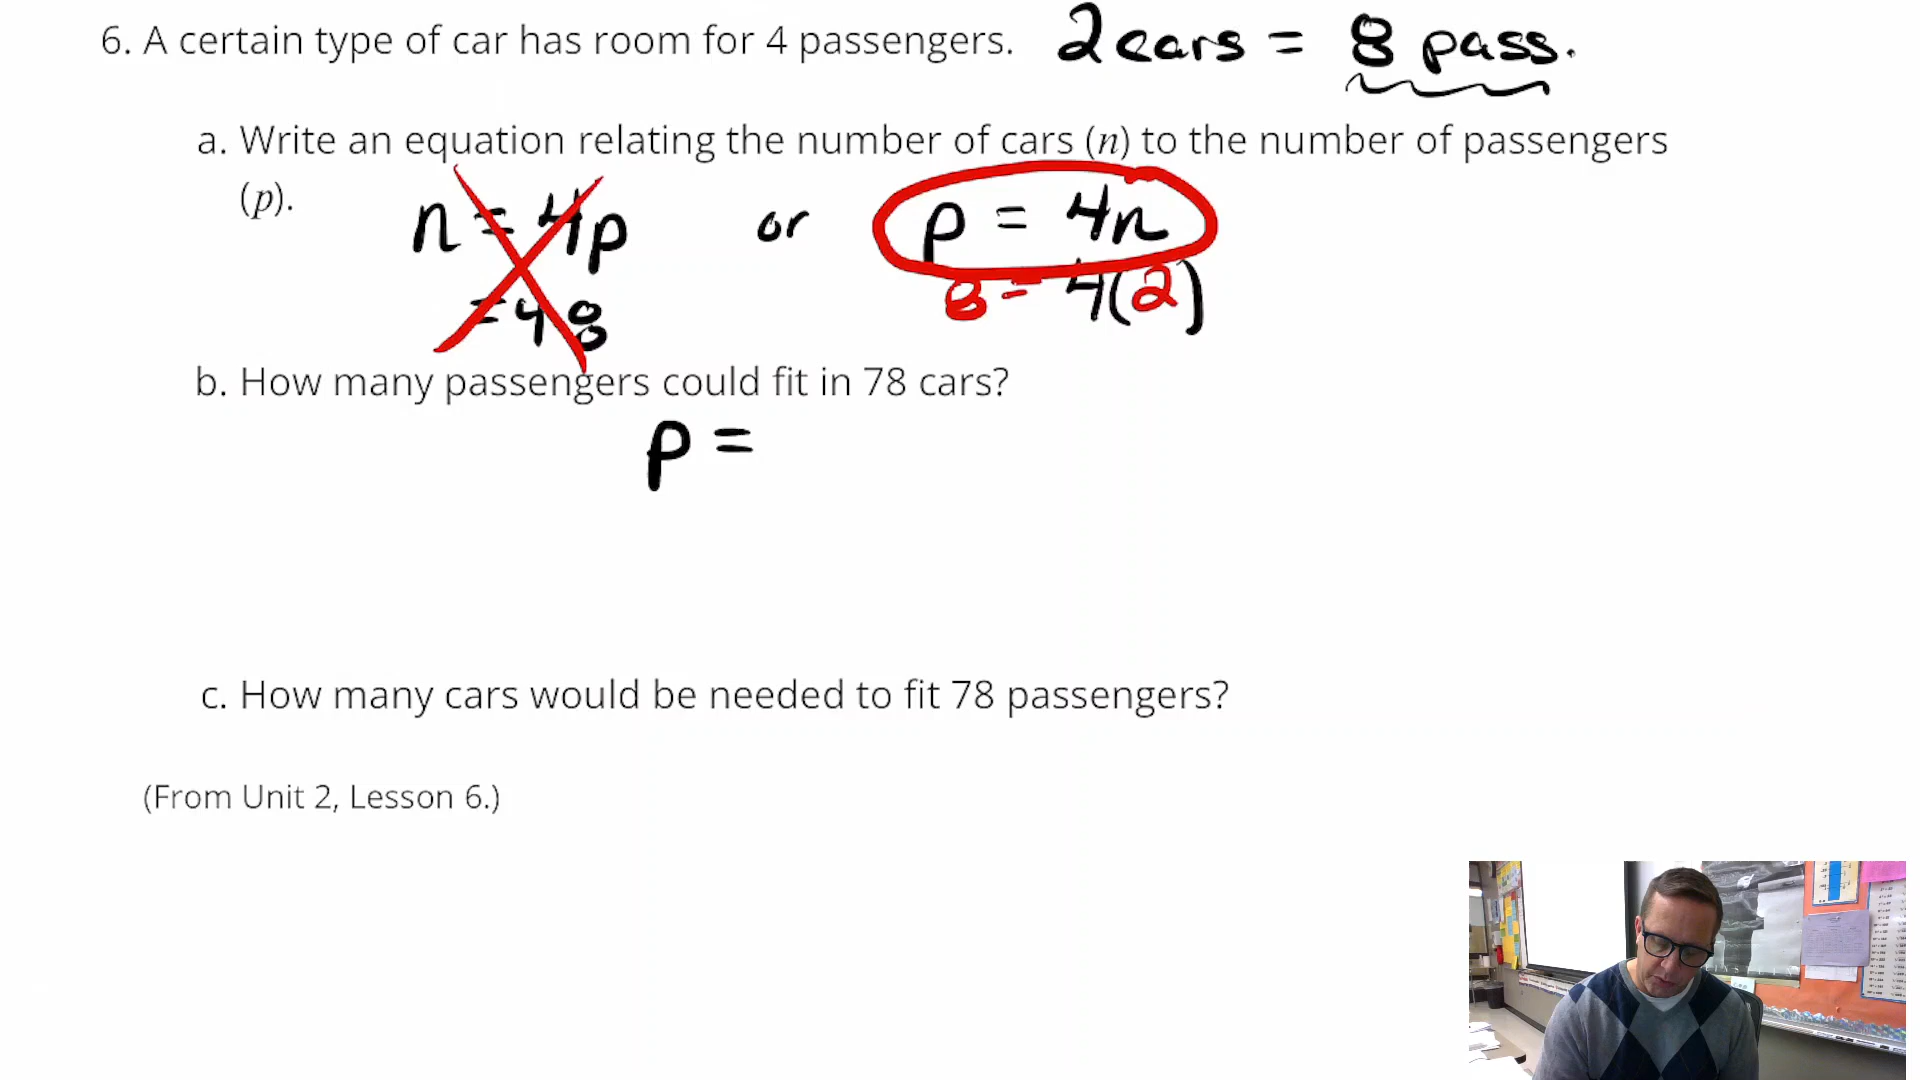 6. A certain type of car has room for 4 passengers. 2 cars = 8 pass.
a. Write an equation relating the number of cars (n) to the number of passengers
(p).
n = 4p or p = 4n
= 4 8 8 = 4(2)
b. How many passengers could fit in 78 cars?
p =
c. How many cars would be needed to fit 78 passengers?
(From Unit 2, Lesson 6.)